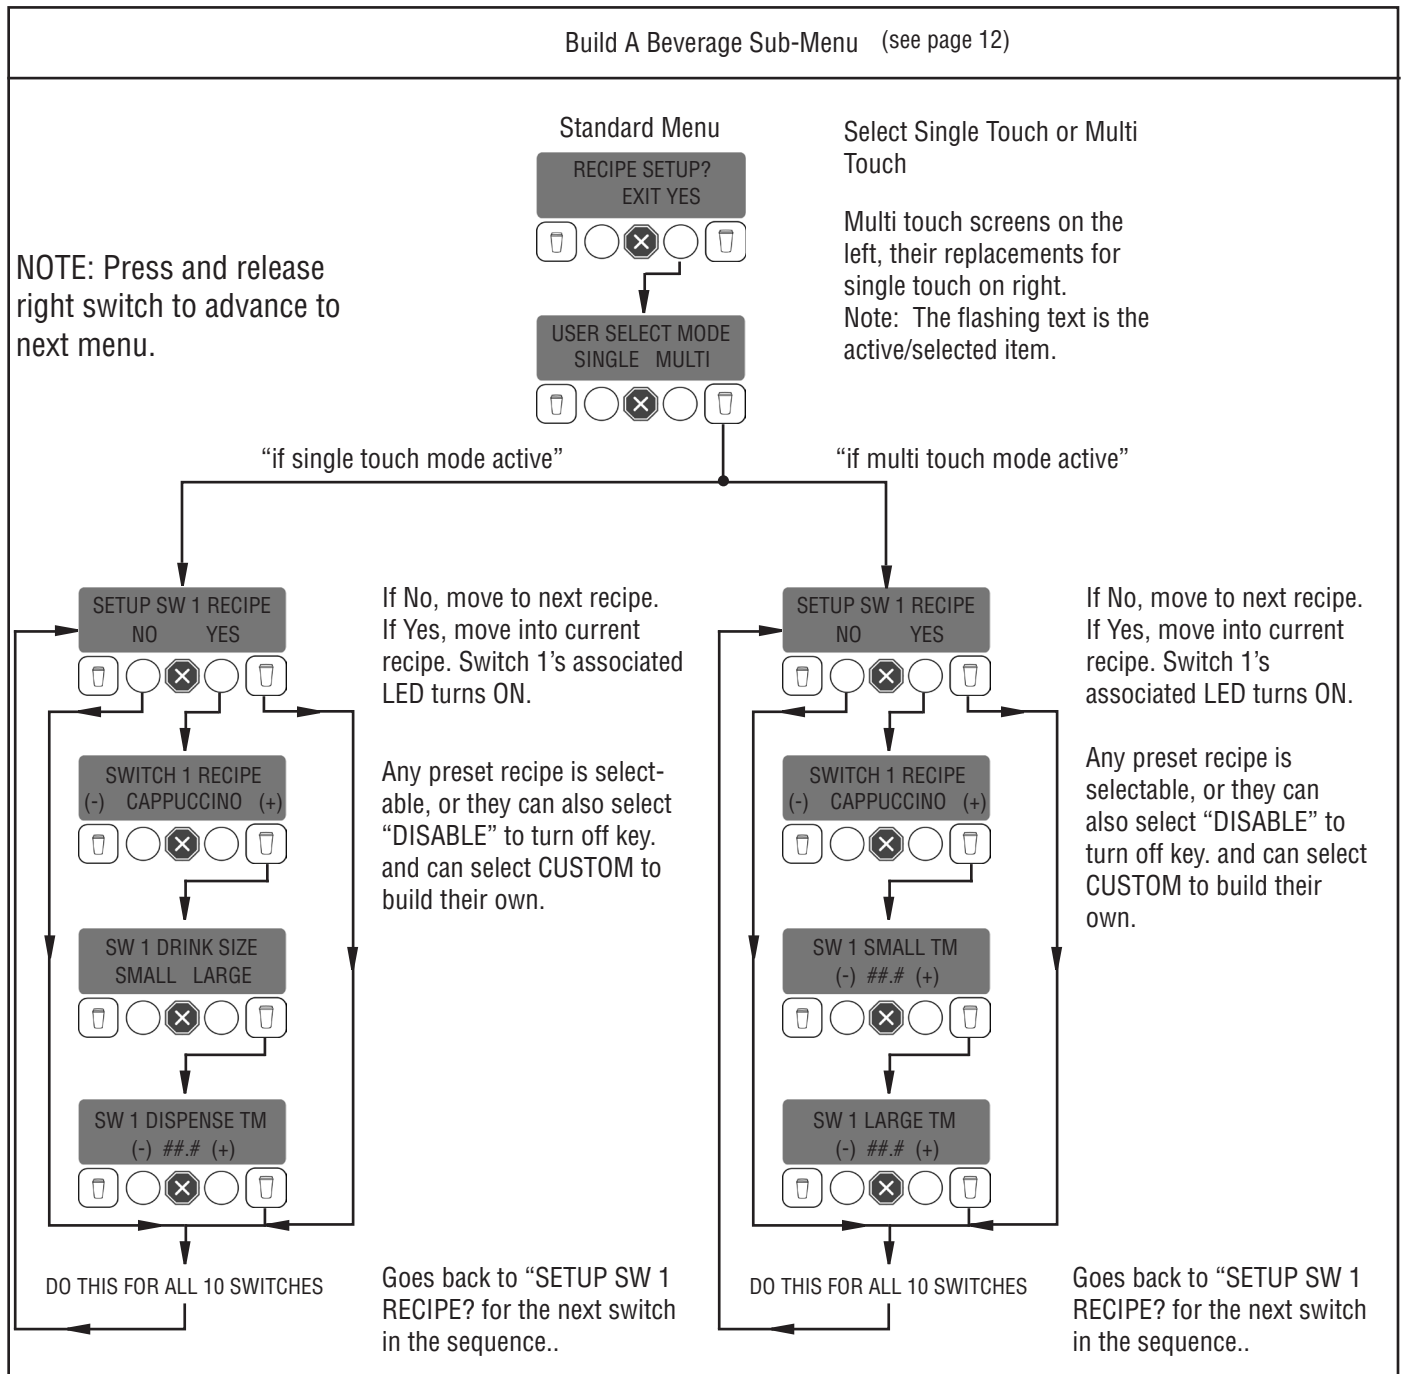 Build A Beverage Sub-Menu (see page 12)
Standard Menu
RECIPE SETUP?
EXIT YES
USER SELECT MODE
SINGLE MULTI
Select Single Touch or Multi
Touch
Multi touch screens on the
left, their replacements for
single touch on right.
Note: The flashing text is the
active/selected item.
NOTE: Press and release
right switch to advance to
next menu.
“if single touch mode active”
“if multi touch mode active”
SETUP SW 1 RECIPE
NO YES
If No, move to next recipe.
If Yes, move into current
recipe. Switch 1’s associated
LED turns ON.
SWITCH 1 RECIPE
(-) CAPPUCCINO (+)
Any preset recipe is select-
able, or they can also select
“DISABLE” to turn off key.
and can select CUSTOM to
build their own.
SW 1 DRINK SIZE
SMALL LARGE
SW 1 DISPENSE TM
(-) ##.# (+)
DO THIS FOR ALL 10 SWITCHES
Goes back to “SETUP SW 1
RECIPE? for the next switch
in the sequence..
SETUP SW 1 RECIPE
NO YES
If No, move to next recipe.
If Yes, move into current
recipe. Switch 1’s
associated LED turns ON.
SWITCH 1 RECIPE
(-) CAPPUCCINO (+)
Any preset recipe is
selectable, or they can
also select “DISABLE” to
turn off key. and can select
CUSTOM to build their
own.
SW 1 SMALL TM
(-) ##.# (+)
SW 1 LARGE TM
(-) ##.# (+)
DO THIS FOR ALL 10 SWITCHES
Goes back to “SETUP SW 1
RECIPE? for the next switch
in the sequence..